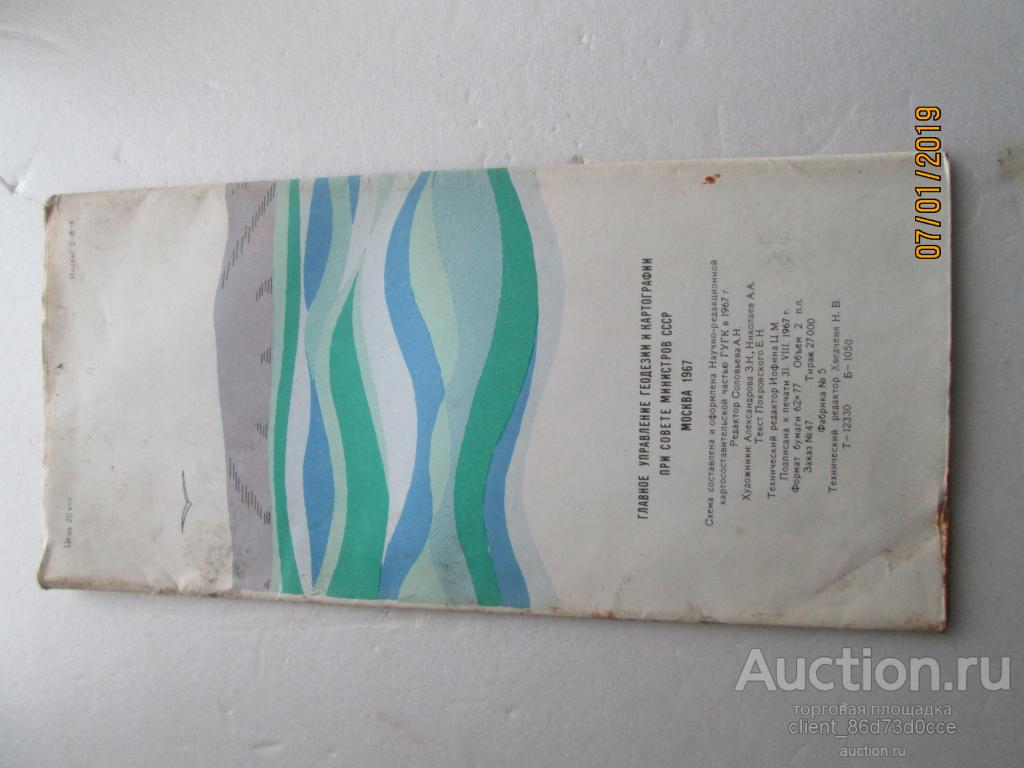 Цена 20 коп
Индекс 2-8-4
ГЛАВНОЕ УПРАВЛЕНИЕ ГЕОДЕЗИИ И КАРТОГРАФИИ
ПРИ СОВЕТЕ МИНИСТРОВ СССР
МОСКВА 1967
Схема составлена и оформлена Научно-редакционной
картосоставительской частью ГУГК в 1967 г.
Редактор Соловьева А.Н.
Художники: Александрова З.Н., Николаев А.А.
Текст Покровского Е.Н.
Технический редактор Иофина Ц.М.
Подписана к печати 31. VIII. 1967 г.
Формат бумаги 62×77 Объем 2 п.л.
Заказ №47 Тираж 27000
Фабрика №5
Технический редактор Хведченя Н. В.
Т-12330 Б-1050
07/01/2019
Auction.ru
торговая площадка
client_86d73d0cce
auction.ru